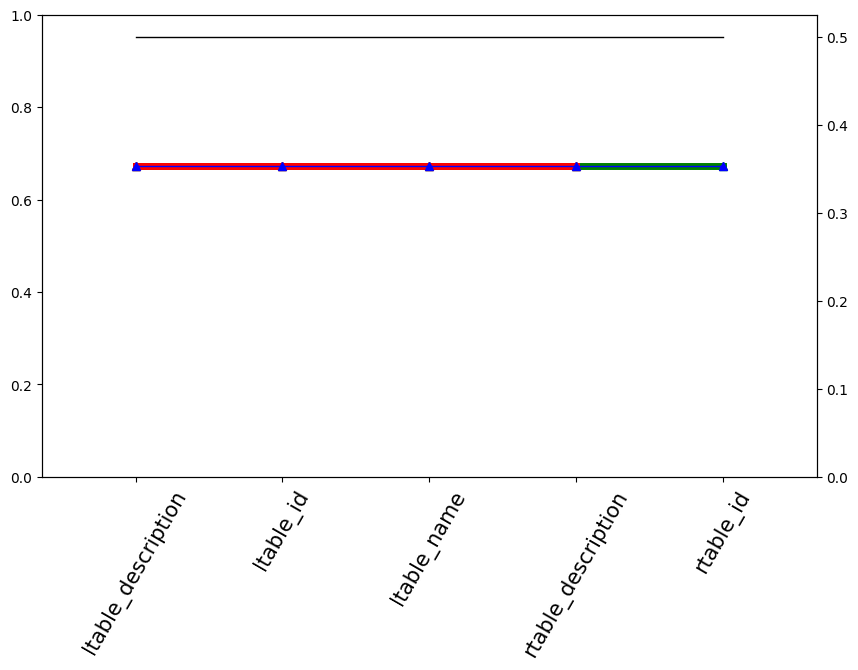 1.0
0.8
0.6
0.4
0.2
0.0
0.5
0.4
0.3
0.2
0.1
0.0
ltable_description
ltable_id
ltable_name
rtable_description
rtable_id